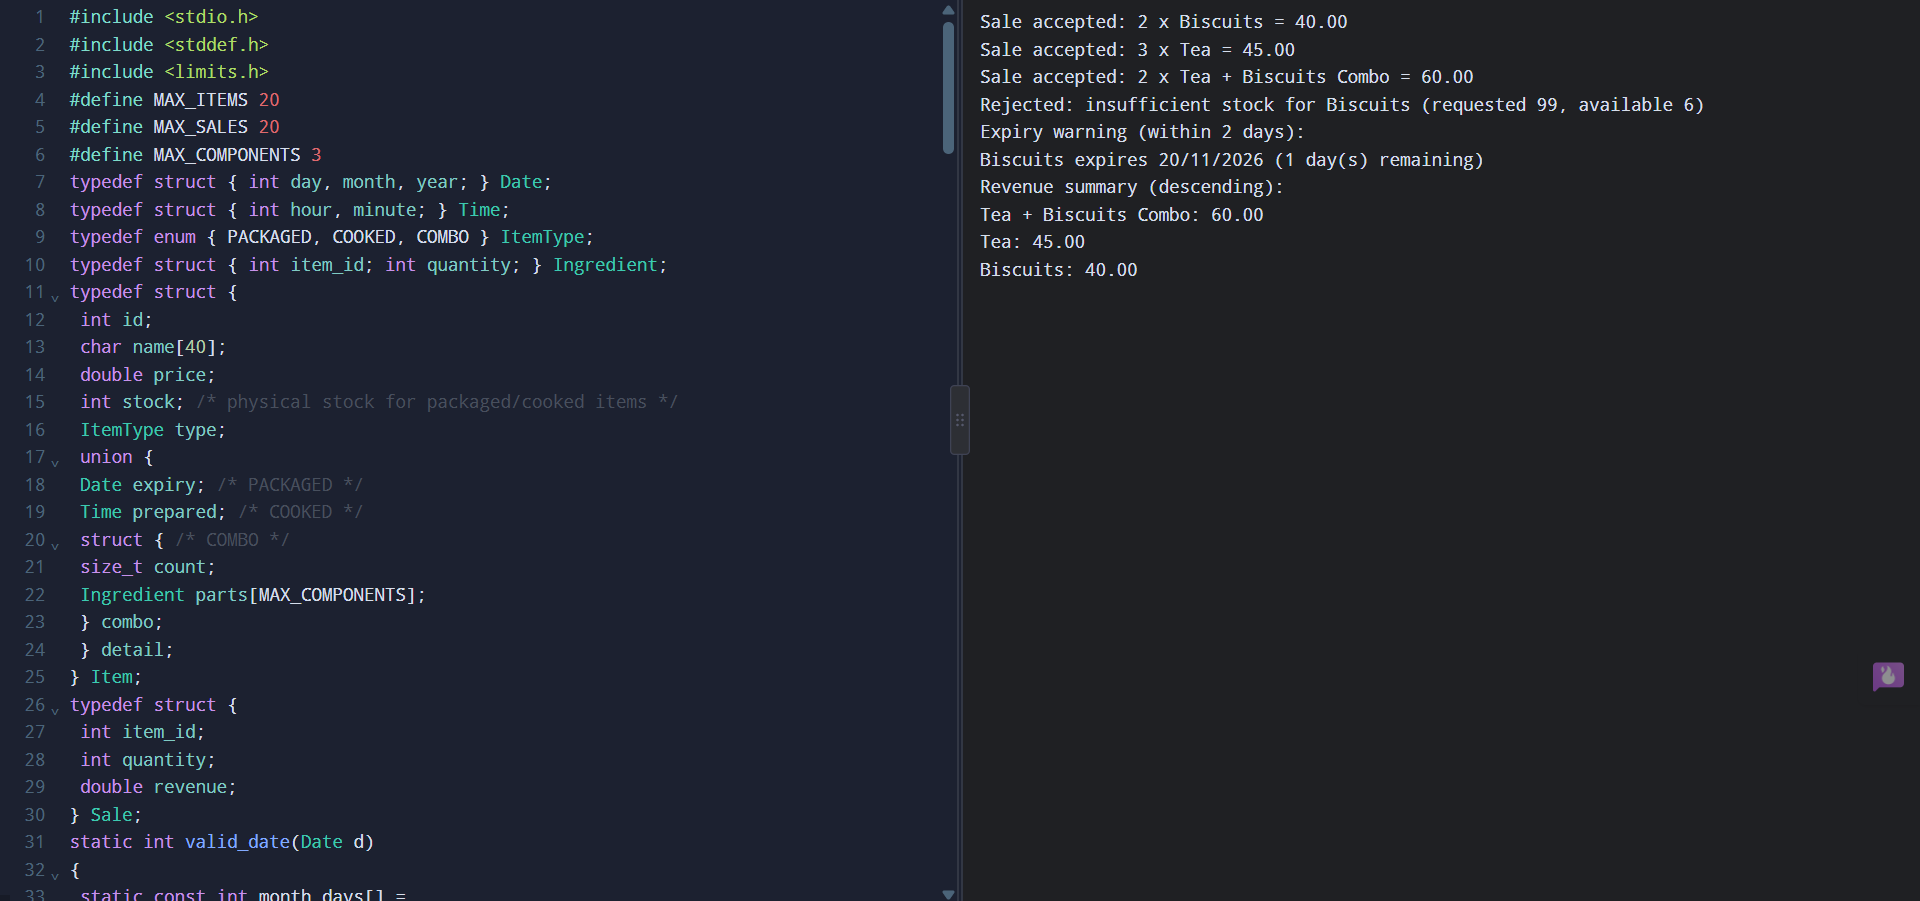 1 #include <stdio.h>
2 #include <stddef.h>
3 #include <limits.h>
4 #define MAX_ITEMS 20
5 #define MAX_SALES 20
6 #define MAX_COMPONENTS 3
7 typedef struct { int day, month, year; } Date;
8 typedef struct { int hour, minute; } Time;
9 typedef enum { PACKAGED, COOKED, COMBO } ItemType;
10 typedef struct { int item_id; int quantity; } Ingredient;
11 typedef struct {
12 int id;
13 char name[40];
14 double price;
15 int stock; /* physical stock for packaged/cooked items */
16 ItemType type;
17 union {
18 Date expiry; /* PACKAGED */
19 Time prepared; /* COOKED */
20 struct { /* COMBO */
21 size_t count;
22 Ingredient parts[MAX_COMPONENTS];
23 } combo;
24 } detail;
25 } Item;
26 typedef struct {
27 int item_id;
28 int quantity;
29 double revenue;
30 } Sale;
31 static int valid_date(Date d)
32 {
33 static const int month_days[] =
Sale accepted: 2 x Biscuits = 40.00
Sale accepted: 3 x Tea = 45.00
Sale accepted: 2 x Tea + Biscuits Combo = 60.00
Rejected: insufficient stock for Biscuits (requested 99, available 6)
Expiry warning (within 2 days):
Biscuits expires 20/11/2026 (1 day(s) remaining)
Revenue summary (descending):
Tea + Biscuits Combo: 60.00
Tea: 45.00
Biscuits: 40.00